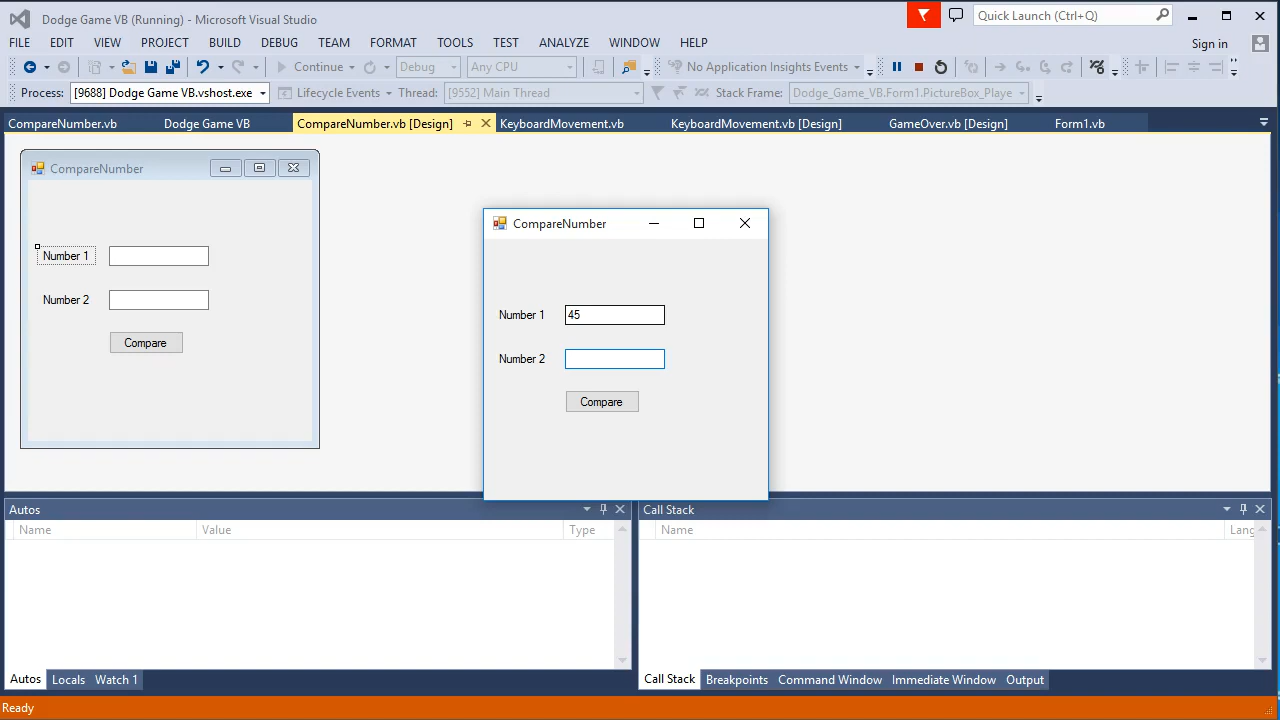 Dodge Game VB (Running) - Microsoft Visual Studio
Quick Launch (Ctrl+Q)
FILE EDIT VIEW PROJECT BUILD DEBUG TEAM FORMAT TOOLS TEST ANALYZE WINDOW HELP
Sign in
Continue Debug Any CPU No Application Insights Events
Process: [9688] Dodge Game VB.vshost.exe Lifecycle Events Thread: [9552] Main Thread Stack Frame: Dodge_Game_VB.Form1.PictureBox_Playe
CompareNumber.vb Dodge Game VB CompareNumber.vb [Design] KeyboardMovement.vb KeyboardMovement.vb [Design] GameOver.vb [Design] Form1.vb
CompareNumber
Number 1
Number 2
Compare
CompareNumber
Number 1 45
Number 2
Compare
Autos
Name Value Type
Call Stack
Name Lang
Autos Locals Watch 1
Call Stack Breakpoints Command Window Immediate Window Output
Ready